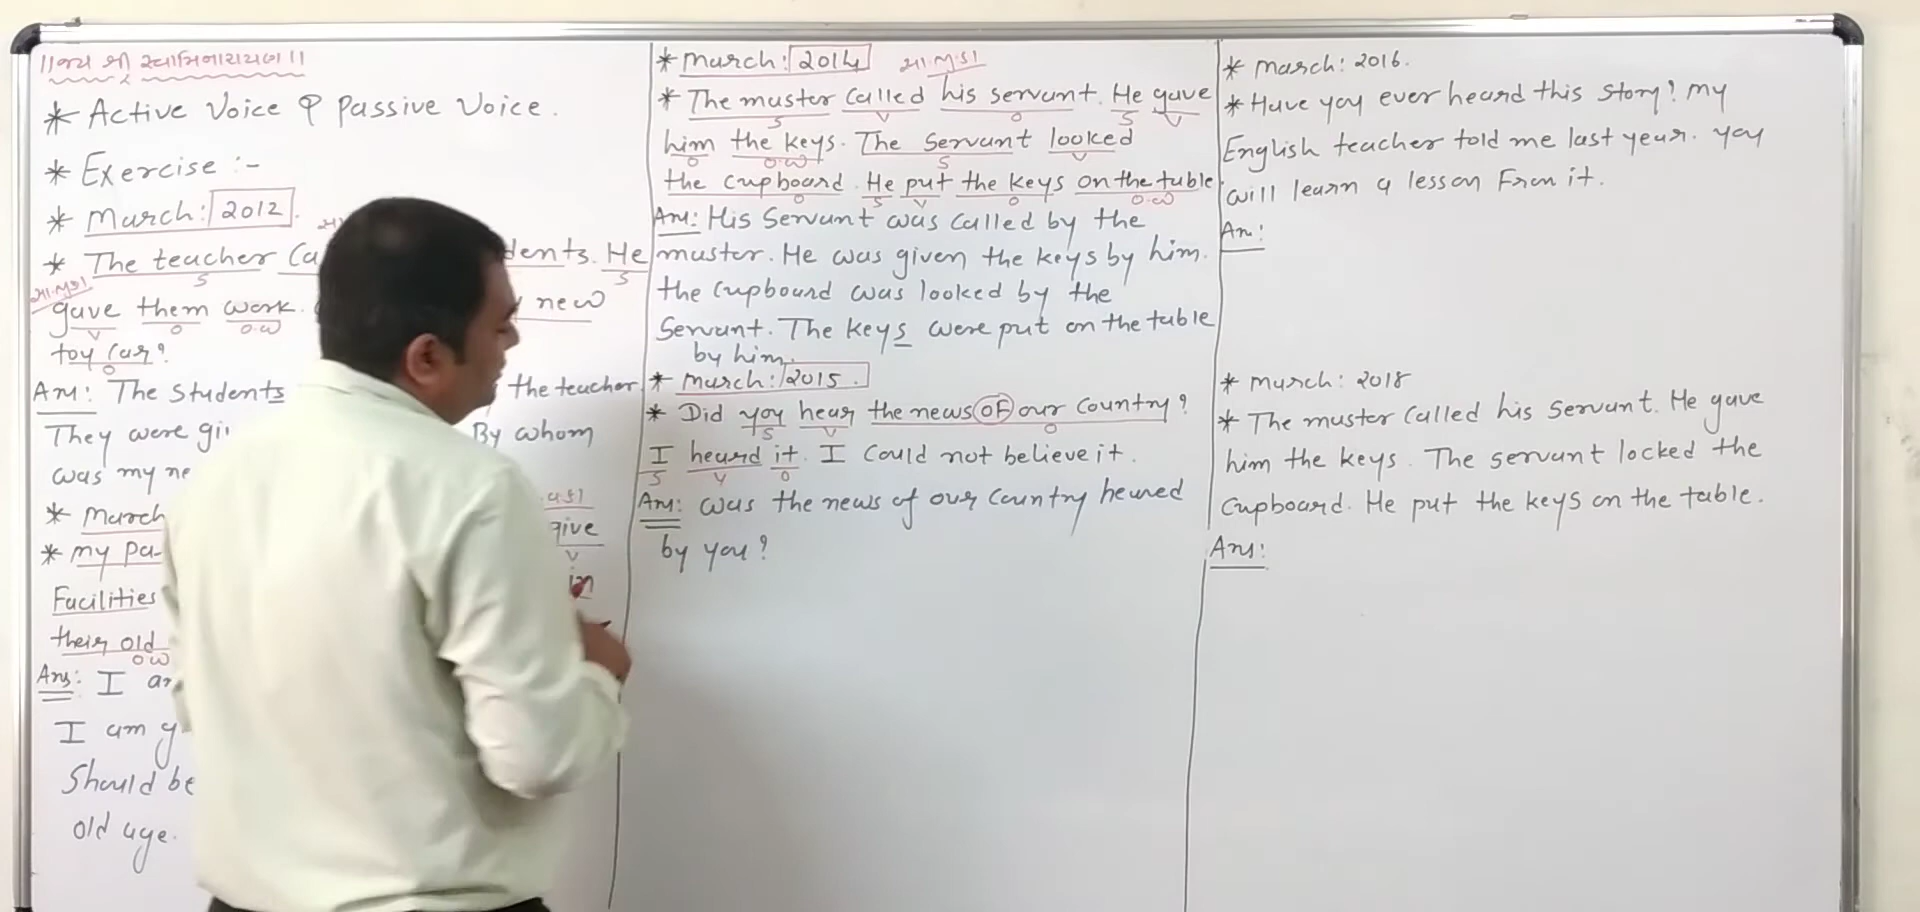 ॥જય શ્રી સ્વામિનારાયણ॥
* Active Voice & Passive Voice.
* Exercise :-
* March: 2012.
* The teacher Ca dents. He
S S
સા.ભુ.કા
gave them work. new
V O O.W
toy Car?
O
Ans: The Students the teacher.
They were gi By whom
was my ne
* March
* My Pa- give
V
Facilities in
their old
O.W
Ans: I ar
I am g
Should be
old age.
* March: 2014 સા.ભુ.કા
* The master Called his servant. He gave
S V O S V
him the keys. The Servant looked
O O.W S V
the Cupboard. He put the keys on the table
O S V O O.W
Ans: His Servant was Called by the
master. He was given the keys by him.
the Cupboard was looked by the
Servant. The keys were put on the table
by him.
* March: 2015.
* Did you hear the news OF our Country?
S V O
I heard it. I Could not believe it.
S V O
Ans: was the news of our Country heared
by you?
* March: 2016.
* Have you ever heard this story? My
English teacher told me last year. you
will learn a lesson From it.
An:
* March: 2018
* The master Called his Servant. He gave
him the keys. The servant locked the
Cupboard. He put the keys on the table.
Ans: